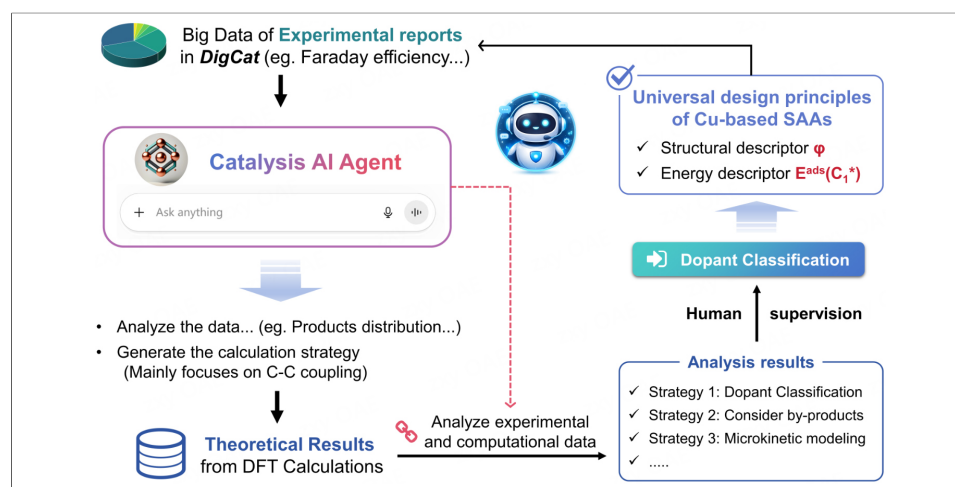 Big Data of Experimental reports
in DigCat (eg. Faraday efficiency...)
Catalysis AI Agent
+ Ask anything
• Analyze the data... (eg. Products distribution...)
• Generate the calculation strategy
(Mainly focuses on C-C coupling)
Theoretical Results
from DFT Calculations
Analyze experimental
and computational data
Analysis results
✓ Strategy 1: Dopant Classification
✓ Strategy 2: Consider by-products
✓ Strategy 3: Microkinetic modeling
✓ .....
Human supervision
Dopant Classification
Universal design principles
of Cu-based SAAs
✓ Structural descriptor φ
✓ Energy descriptor Eᵃᵈˢ(C₁*)